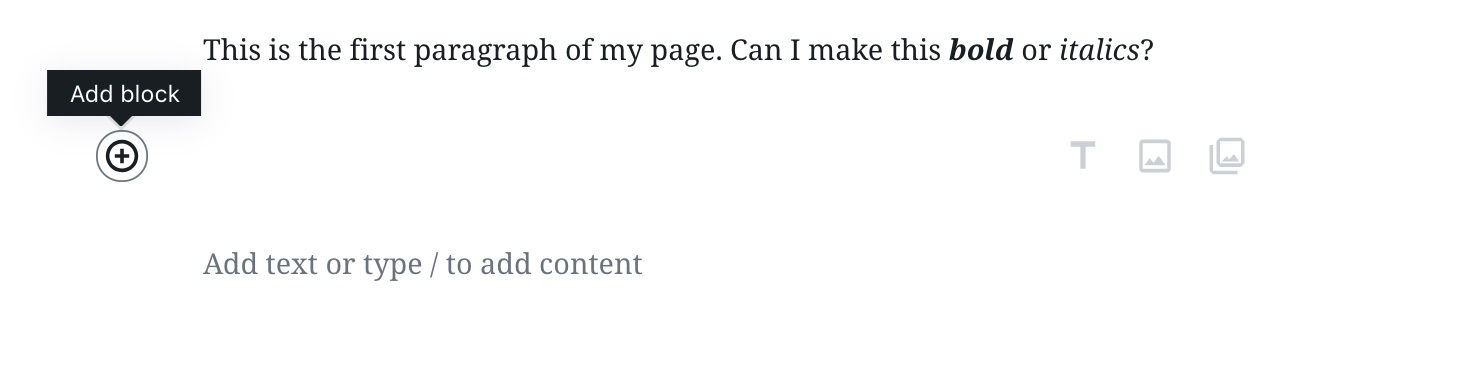 This is the first paragraph of my page. Can I make this bold or italics?
Add block
Add text or type / to add content